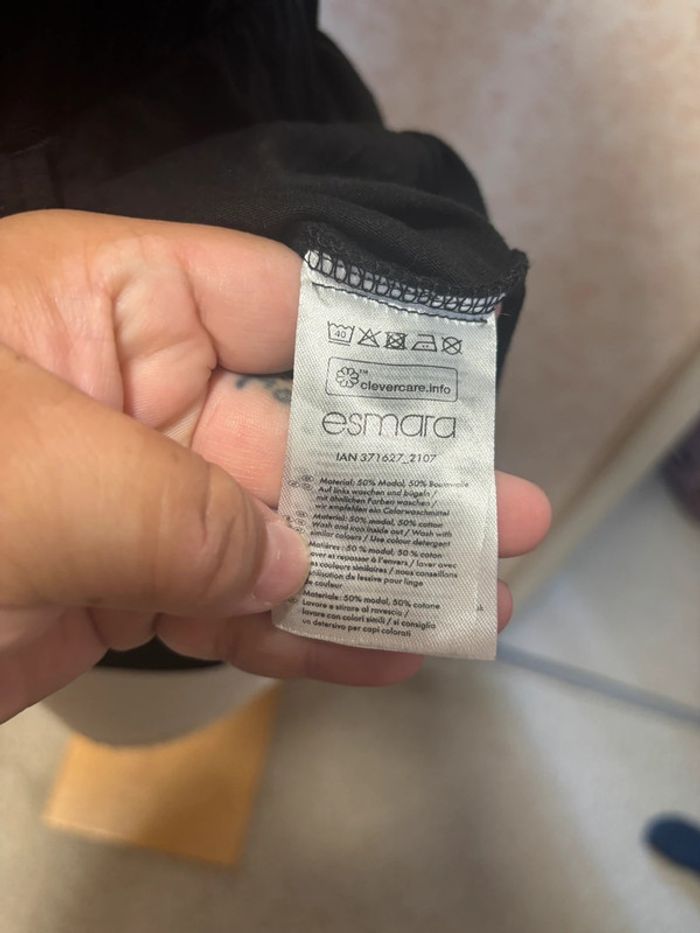 40
clevercare.info
esmara
IAN 371627_2107
Material: 50% Modal, 50% Baumwolle
Auf links waschen und bügeln /
mit ähnlichen Farben waschen /
wir empfehlen ein Colorwaschmittel
Material: 50% modal, 50% cotton
Wash and iron inside out / Wash with
similar colours / Use colour detergent
Matières: 50 % modal, 50 % coton
laver et repasser à l'envers / laver avec
couleurs similaires / nous conseillons
utilisation de lessive pour linge
couleur
Materiale: 50% modal, 50% cotone
Lavare e stirare al rovescio /
lavare con colori simili / si consiglia
un detersivo per capi colorati